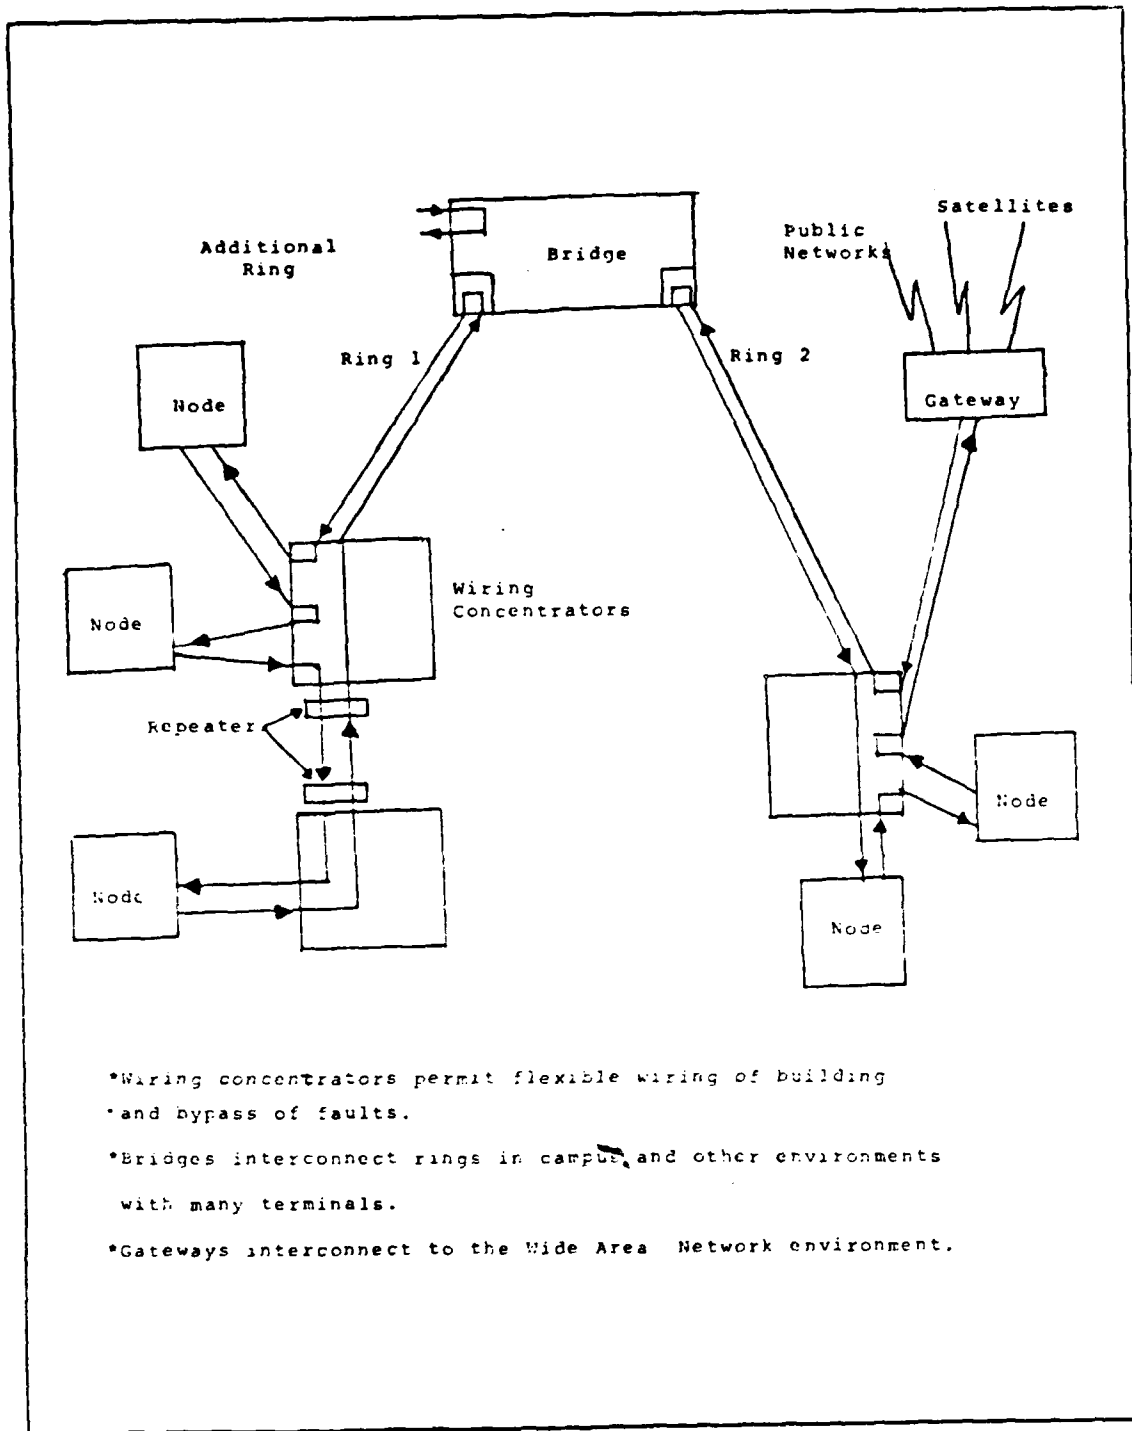 Satellites
Public
Networks
Additional
Ring
Bridge
Ring 1
Ring 2
Node
Gateway
Wiring
Concentrators
Node
Repeater
Node
Node
Node
*Wiring concentrators permit flexible wiring of building
and bypass of faults.
*Bridges interconnect rings in campus, and other environments
with many terminals.
*Gateways interconnect to the Wide Area Network environment.